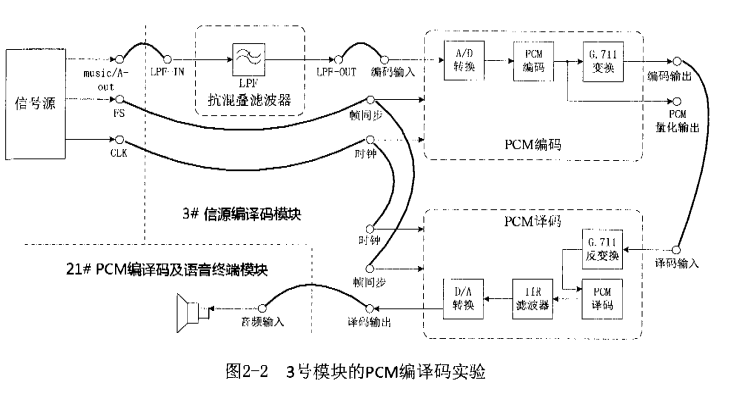 信号源
music/A-out
LPF-IN
LPF
抗混叠滤波器
LPF-OUT
编码输入
A/D
转换
PCM
编码
G.711
变换
编码输出
PCM
量化输出
PCM编码
FS
帧同步
CLK
时钟
3# 信源编译码模块
时钟
帧同步
PCM译码
G.711
反变换
译码输入
PCM
译码
IIR
滤波器
D/A
转换
译码输出
21# PCM编译码及语音终端模块
音频输入
图2-2 3号模块的PCM编译码实验